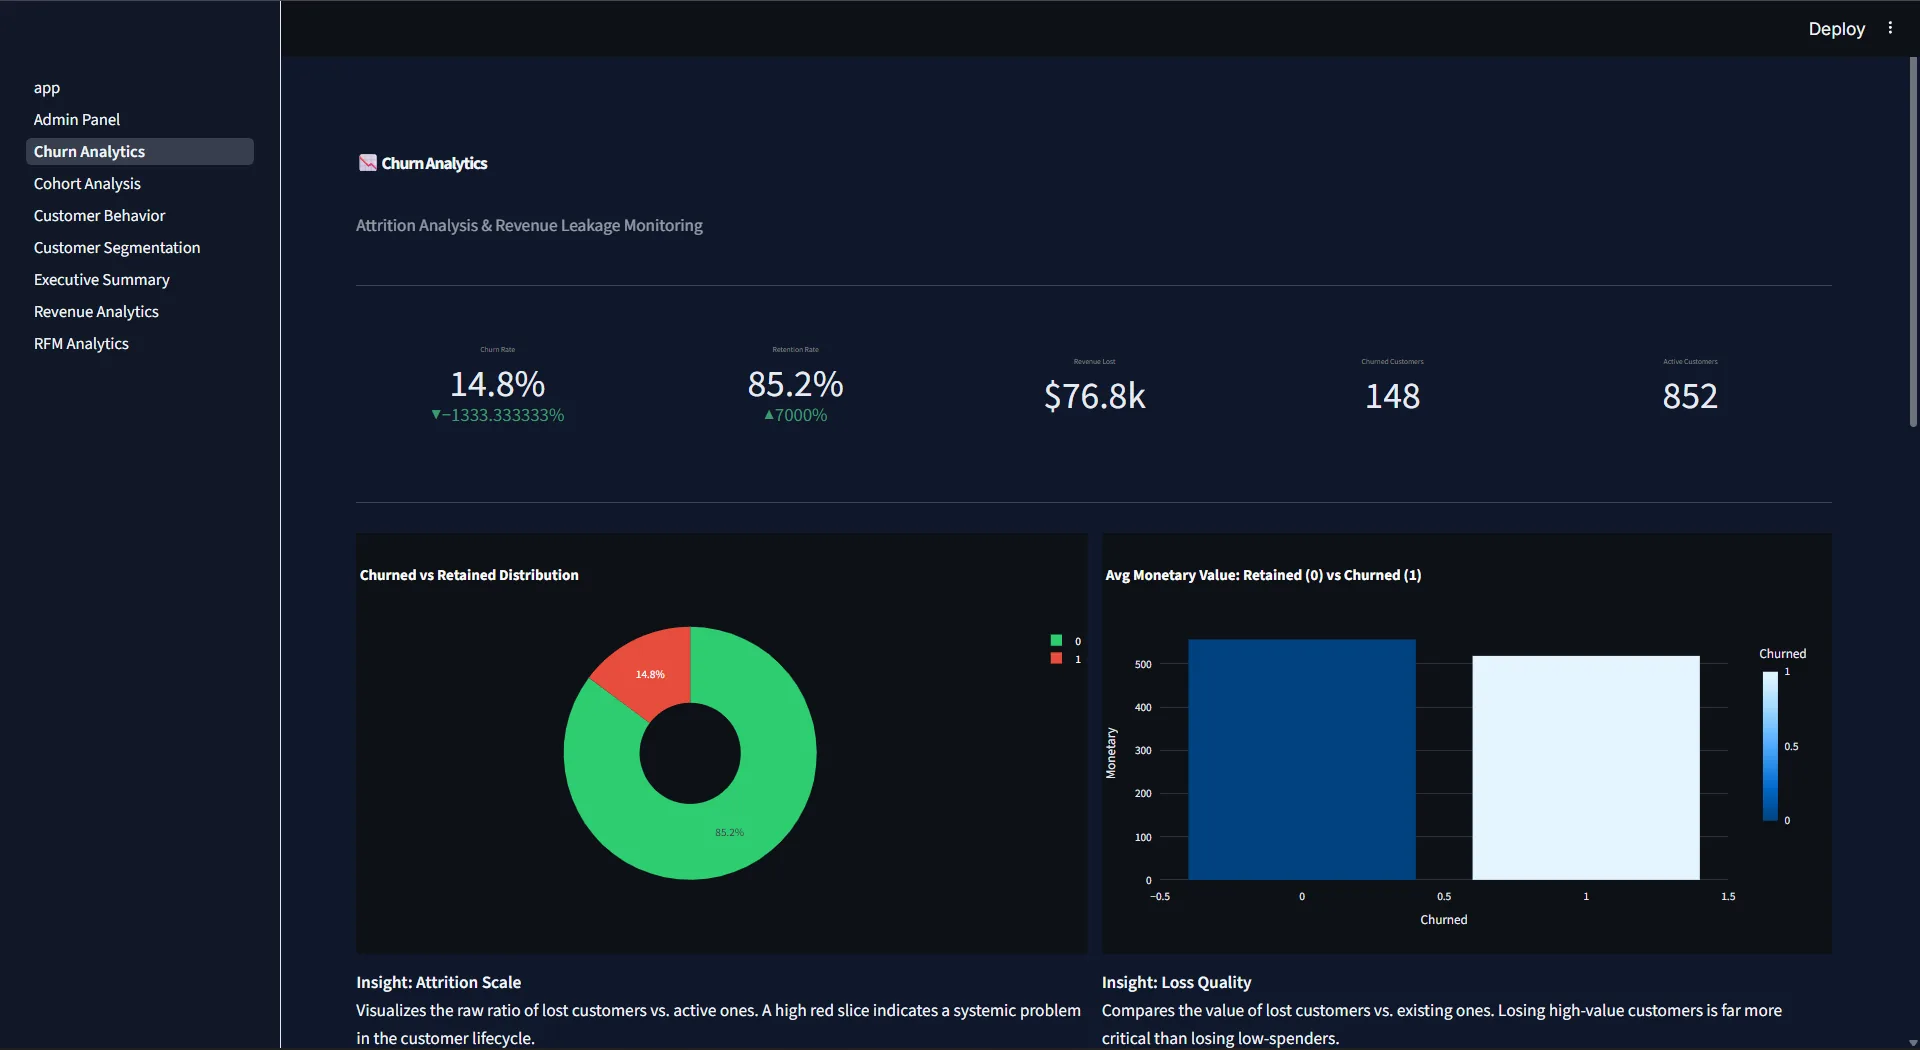 Deploy
app
Admin Panel
Churn Analytics
Cohort Analysis
Customer Behavior
Customer Segmentation
Executive Summary
Revenue Analytics
RFM Analytics
Churn Analytics
Attrition Analysis & Revenue Leakage Monitoring
Churn Rate
14.8%
▼−1333.333333%
Retention Rate
85.2%
▲7000%
Revenue Lost
$76.8k
Churned Customers
148
Active Customers
852
Churned vs Retained Distribution
0
1
14.8%
85.2%
Insight: Attrition Scale
Visualizes the raw ratio of lost customers vs. active ones. A high red slice indicates a systemic problem
in the customer lifecycle.
Avg Monetary Value: Retained (0) vs Churned (1)
Monetary
500
400
300
200
100
0
−0.5
0
0.5
1
1.5
Churned
Churned
1
0.5
0
Insight: Loss Quality
Compares the value of lost customers vs. existing ones. Losing high-value customers is far more
critical than losing low-spenders.